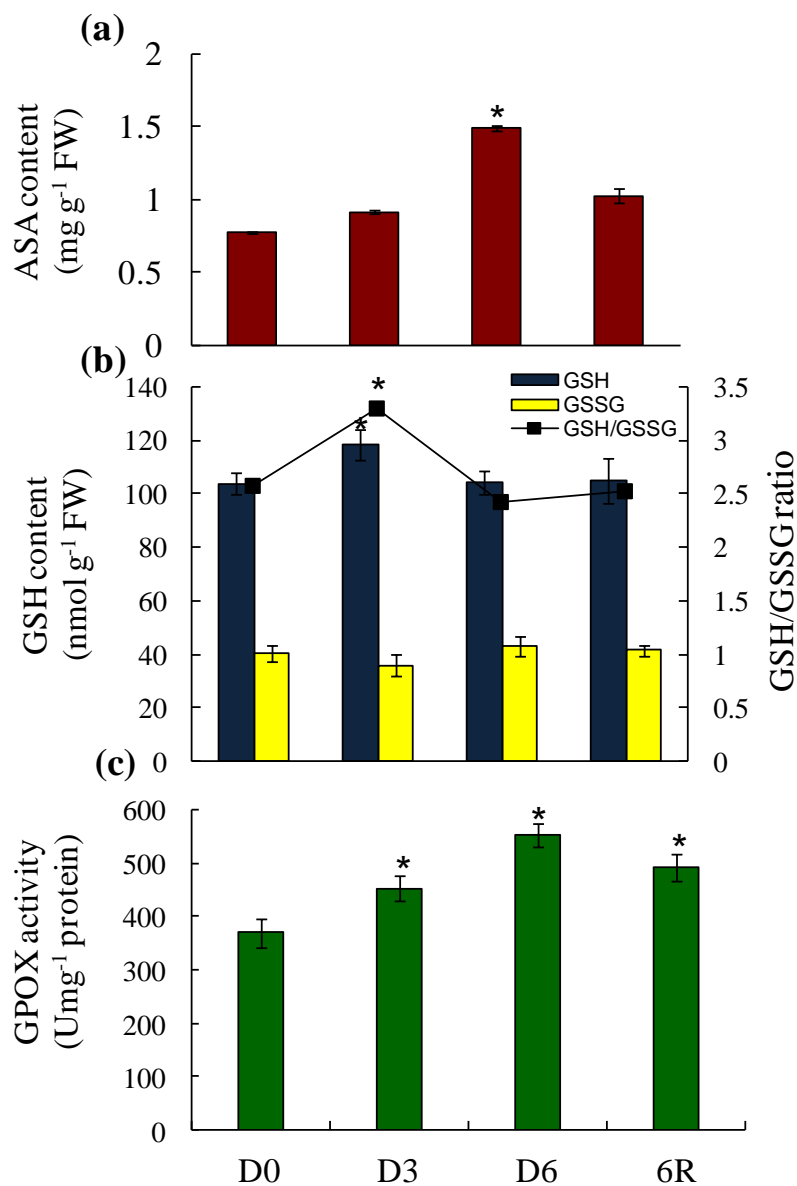 (a)
2
1.5
1
0.5
0
ASA content
(mg g-1 FW)
*
(b)
140
120
100
80
60
40
20
0
GSH content
(nmol g-1 FW)
*
*
GSH
GSSG
GSH/GSSG
3.5
3
2.5
2
1.5
1
0.5
0
GSH/GSSG ratio
(c)
600
500
400
300
200
100
0
GPOX activity
(Umg-1 protein)
*
*
*
D0 D3 D6 6R